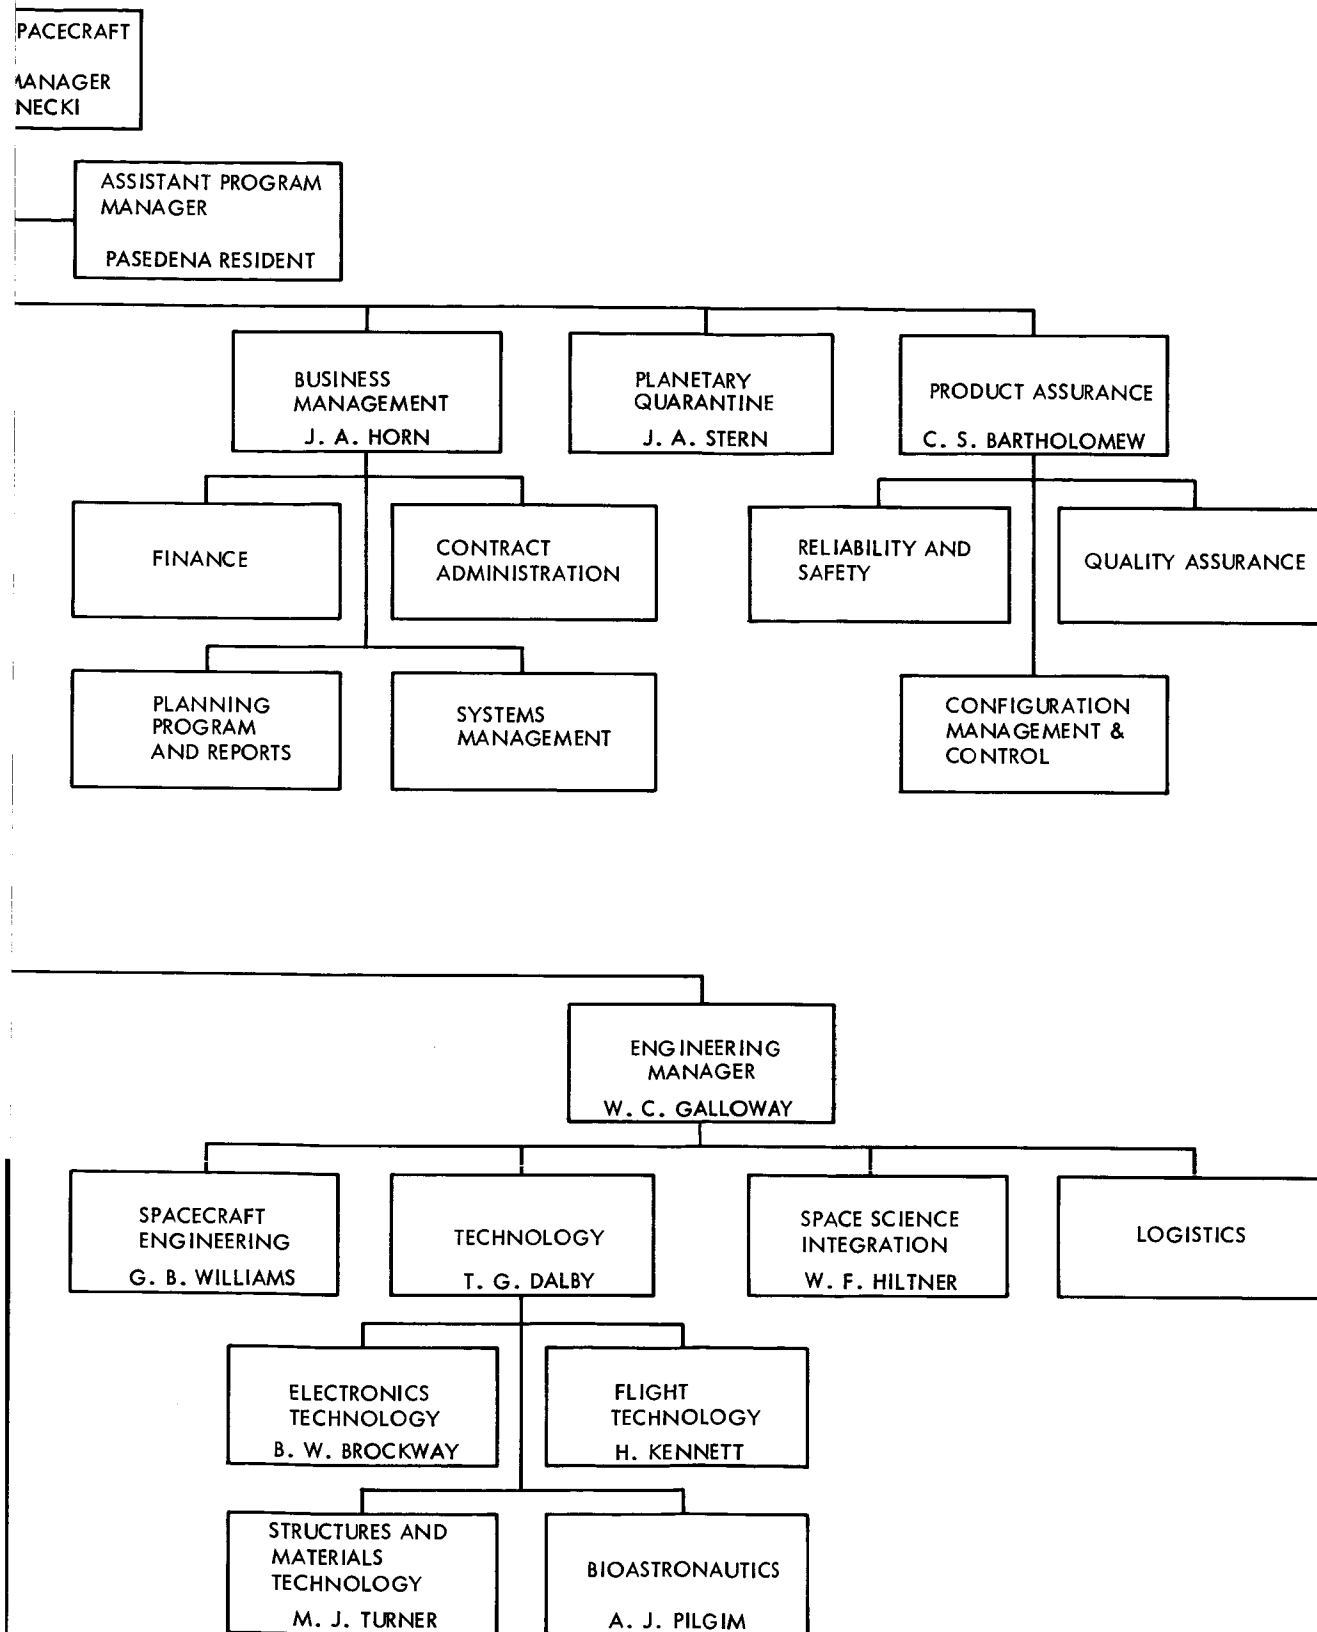 MANAGER
ASSISTANT PROGRAM
MANAGER
PASEDENA RESIDENT
BUSINESS
MANAGEMENT
J. A. HORN
PLANETARY
QUARANTINE
J. A. STERN
PRODUCT ASSURANCE
C. S. BARTHOLOMEW
FINANCE
CONTRACT
ADMINISTRATION
RELIABILITY AND
SAFETY
QUALITY ASSURANCE
PLANNING
PROGRAM
AND REPORTS
SYSTEMS
MANAGEMENT
CONFIGURATION
MANAGEMENT &
CONTROL
ENGINEERING
MANAGER
W. C. GALLOWAY
SPACECRAFT
ENGINEERING
G. B. WILLIAMS
TECHNOLOGY
T. G. DALBY
SPACE SCIENCE
INTEGRATION
W. F. HILTNER
LOGISTICS
ELECTRONICS
TECHNOLOGY
B. W. BROCKWAY
FLIGHT
TECHNOLOGY
H. KENNETT
STRUCTURES AND
MATERIALS
TECHNOLOGY
M. J. TURNER
BIOASTRONAUTICS
A. J. PILGIM